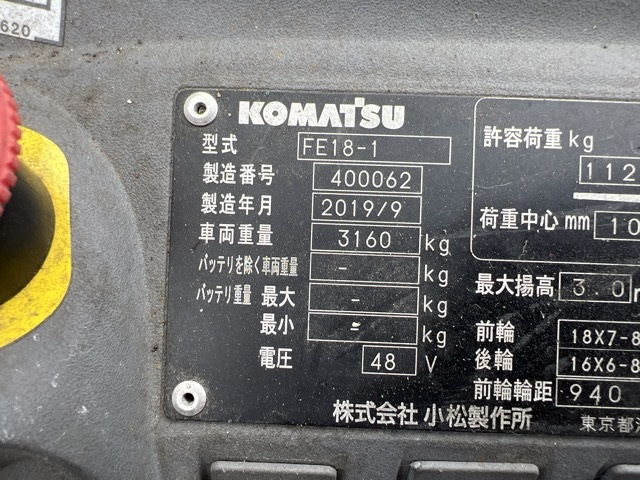 620
KOMATSU
型式 FE18-1
製造番号 400062
製造年月 2019/9
車両重量 3160 kg
バッテリを除く車両重量 - kg
バッテリ重量 最大 - kg
最小 - kg
電圧 48 V
株式会社 小松製作所
許容荷重 kg
112
荷重中心 mm 10
最大揚高 3.0
前輪 18X7-8
後輪 16X6-8
前輪輪距 940
東京都